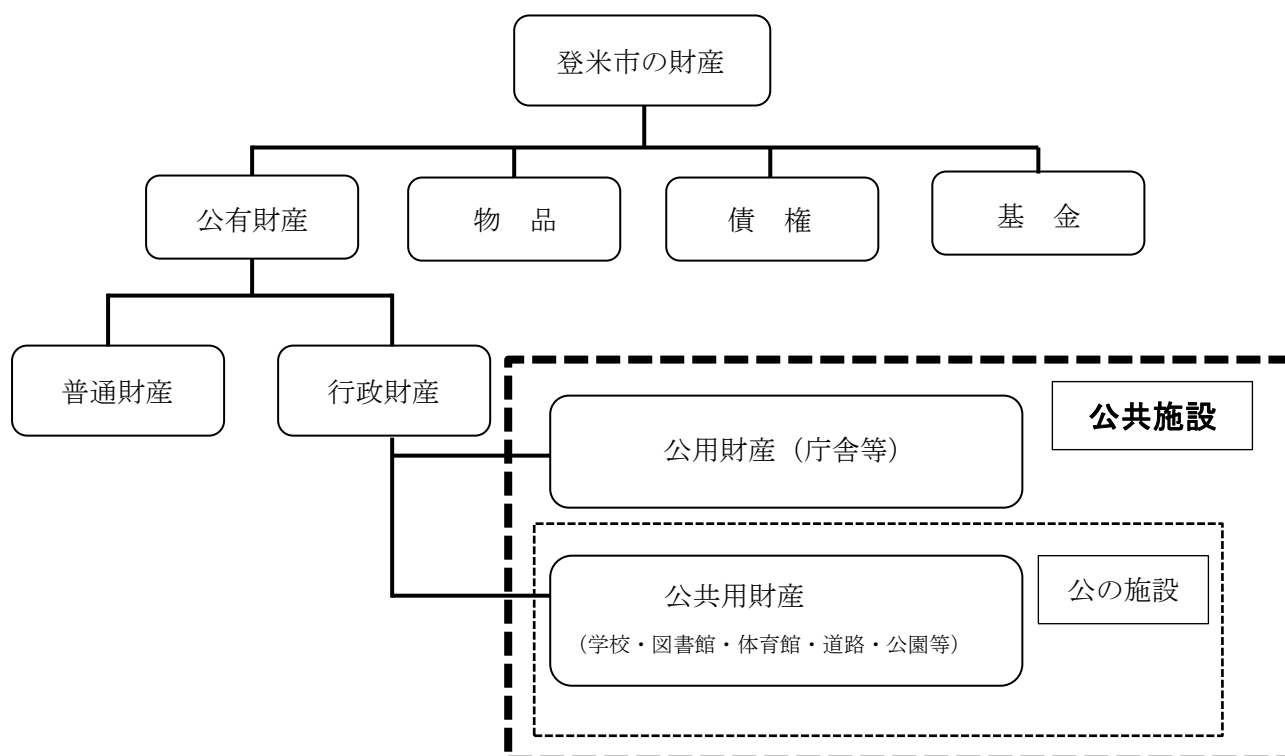 登米市の財産
公有財産
物　品
債　権
基　金
普通財産
行政財産
公共施設
公用財産（庁舎等）
公共用財産
（学校・図書館・体育館・道路・公園等）
公の施設